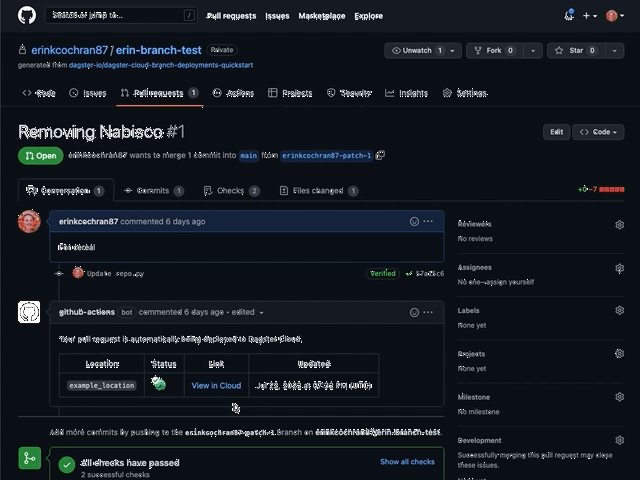 Pull requests Issues Marketplace Explore
erinkcochran87 / erin-branch-test Private
Unwatch 1 Fork 0 Star 0
generated from dagster-io/dagster-cloud-branch-deployments-quickstart
Code Issues Pull requests 1 Actions Projects Security Insights Settings
Removing Nabisco #1
Edit Code
Open erinkcochran87 wants to merge 1 commit into main from erinkcochran87-patch-1
Conversation 1 Commits 1 Checks 2 Files changed 1
+0 −7
erinkcochran87 commented 6 days ago
Update repo.py
Verified
github-actions bot commented 6 days ago • edited
Your pull request is automatically being deployed to Dagster Cloud.
Location Status Link Updated
example_location View in Cloud
Add more commits by pushing to the erinkcochran87-patch-1 branch on erinkcochran87/erin-branch-test.
All checks have passed
2 successful checks
Show all checks
Reviewers
No reviews
Assignees
No one—assign yourself
Labels
None yet
Projects
None yet
Milestone
No milestone
Development
Successfully merging this pull request may close
these issues.